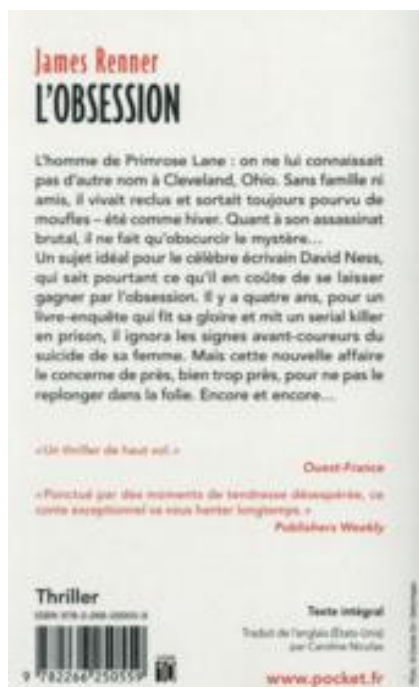 James Renner
L'OBSESSION
L'homme de Primrose Lane : on ne lui connaissait
pas d'autre nom à Cleveland, Ohio. Sans famille ni
amis, il vivait reclus et sortait toujours pourvu de
moufles – été comme hiver. Quant à son assassinat
brutal, il ne fait qu'obscurcir le mystère...
Un sujet idéal pour le célèbre écrivain David Ness,
qui sait pourtant ce qu'il en coûte de se laisser
gagner par l'obsession. Il y a quatre ans, pour un
livre-enquête qui fit sa gloire et mit un serial killer
en prison, il ignora les signes avant-coureurs du
suicide de sa femme. Mais cette nouvelle affaire
le concerne de près, bien trop près, pour ne pas le
replonger dans la folie. Encore et encore...
« Un thriller de haut vol. »
Ouest-France
« Ponctué par des moments de tendresse désespérée, ce
conte exceptionnel va vous hanter longtemps. »
Publishers Weekly
Thriller
Texte intégral
Traduit de l'anglais (États-Unis)
par Caroline Nicolas
9 782266 250559
www.pocket.fr